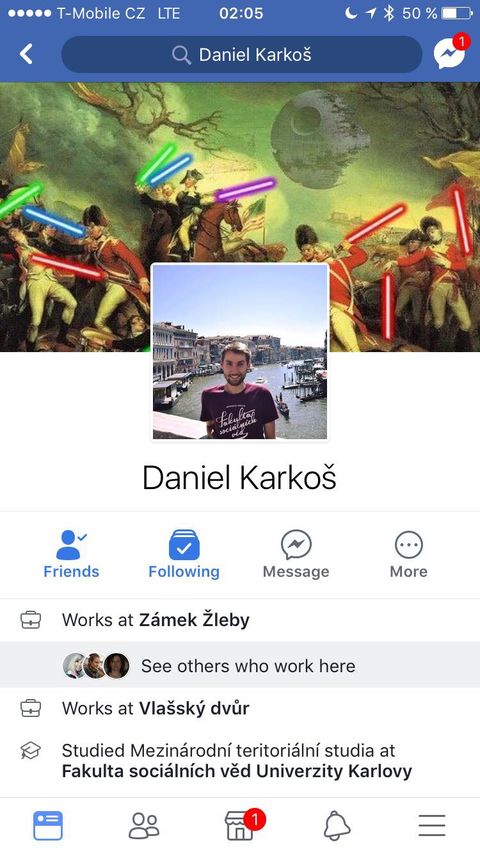 T-Mobile CZ LTE 02:05 50 %
Daniel Karkoš
1
Fakulta
sociálních
věd
Daniel Karkoš
Friends Following Message More
Works at Zámek Žleby
See others who work here
Works at Vlašský dvůr
Studied Mezinárodní teritoriální studia at
Fakulta sociálních věd Univerzity Karlovy
1